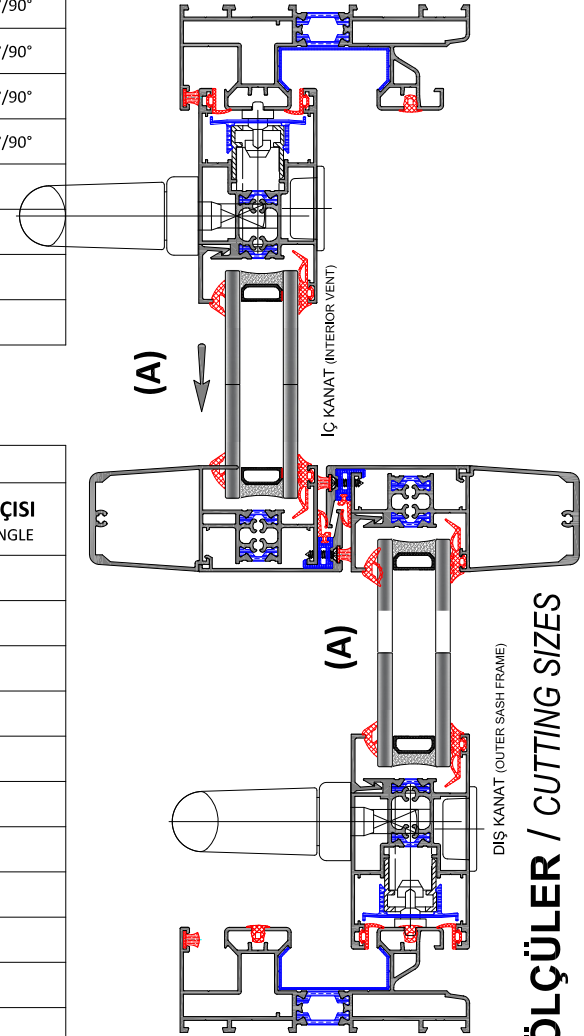 /90°
/90°
/90°
/90°
(A)
İÇ KANAT (INTERIOR VENT)
ÇISI
NGLE
(A)
DIŞ KANAT (OUTER SASH FRAME)
ÖLÇÜLER / CUTTING SIZES